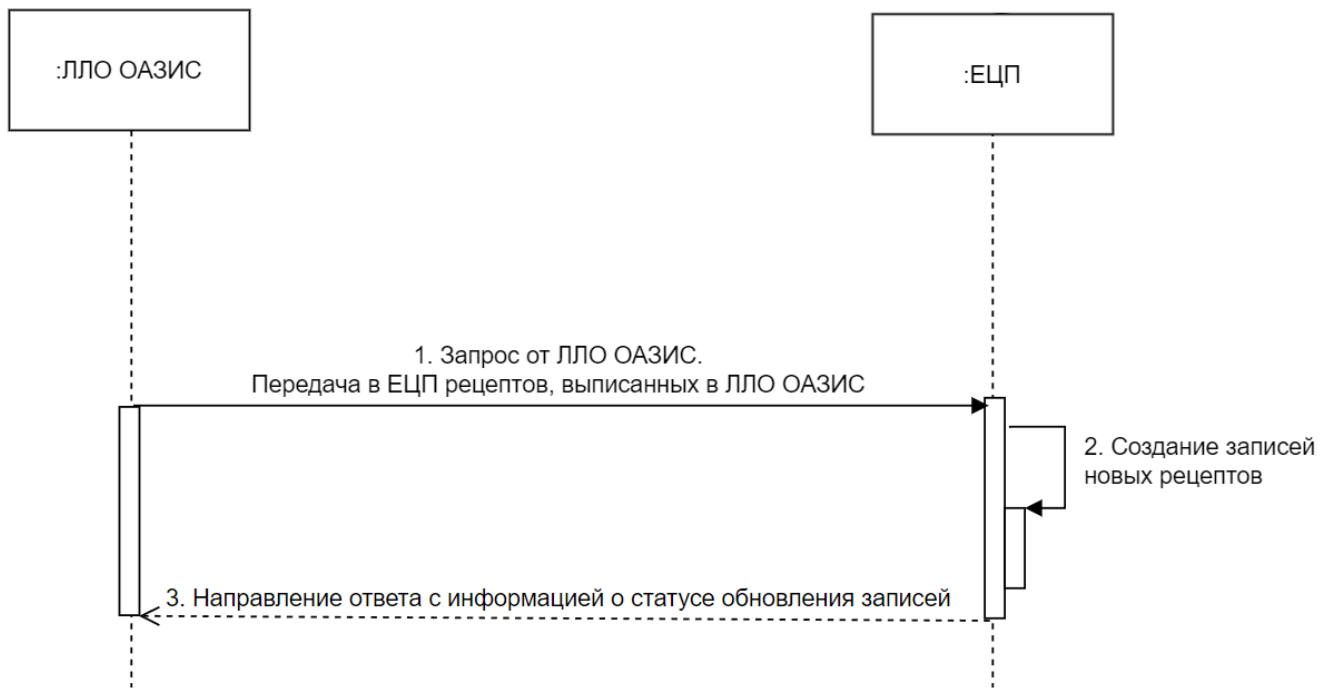 :ЛЛО ОАЗИС
:ЕЦП
1. Запрос от ЛЛО ОАЗИС.
Передача в ЕЦП рецептов, выписанных в ЛЛО ОАЗИС
2. Создание записей
новых рецептов
3. Направление ответа с информацией о статусе обновления записей